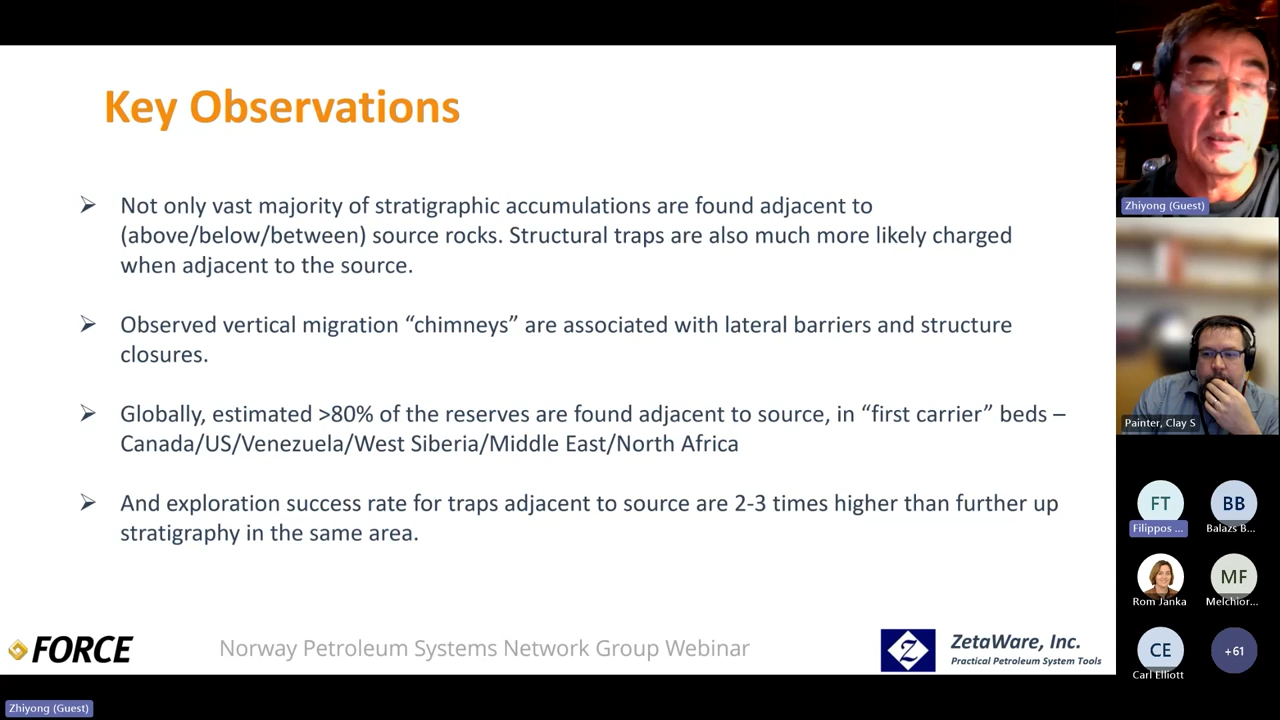 Key Observations
Not only vast majority of stratigraphic accumulations are found adjacent to
(above/below/between) source rocks. Structural traps are also much more likely charged
when adjacent to the source.
Observed vertical migration “chimneys” are associated with lateral barriers and structure
closures.
Globally, estimated >80% of the reserves are found adjacent to source, in “first carrier” beds –
Canada/US/Venezuela/West Siberia/Middle East/North Africa
And exploration success rate for traps adjacent to source are 2-3 times higher than further up
stratigraphy in the same area.
FORCE
Norway Petroleum Systems Network Group Webinar
Z
ZetaWare, Inc.
Practical Petroleum System Tools
Zhiyong (Guest)
Zhiyong (Guest)
Painter, Clay S
FT
BB
Filippos ...
Balazs B...
MF
Rom Janka
Melchior...
CE
+61
Carl Elliott